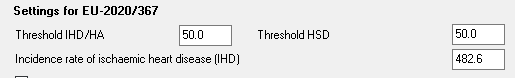 Settings for EU-2020/367
Threshold IHD/HA 50.0 Threshold HSD 50.0
Incidence rate of ischaemic heart disease (IHD) 482.6